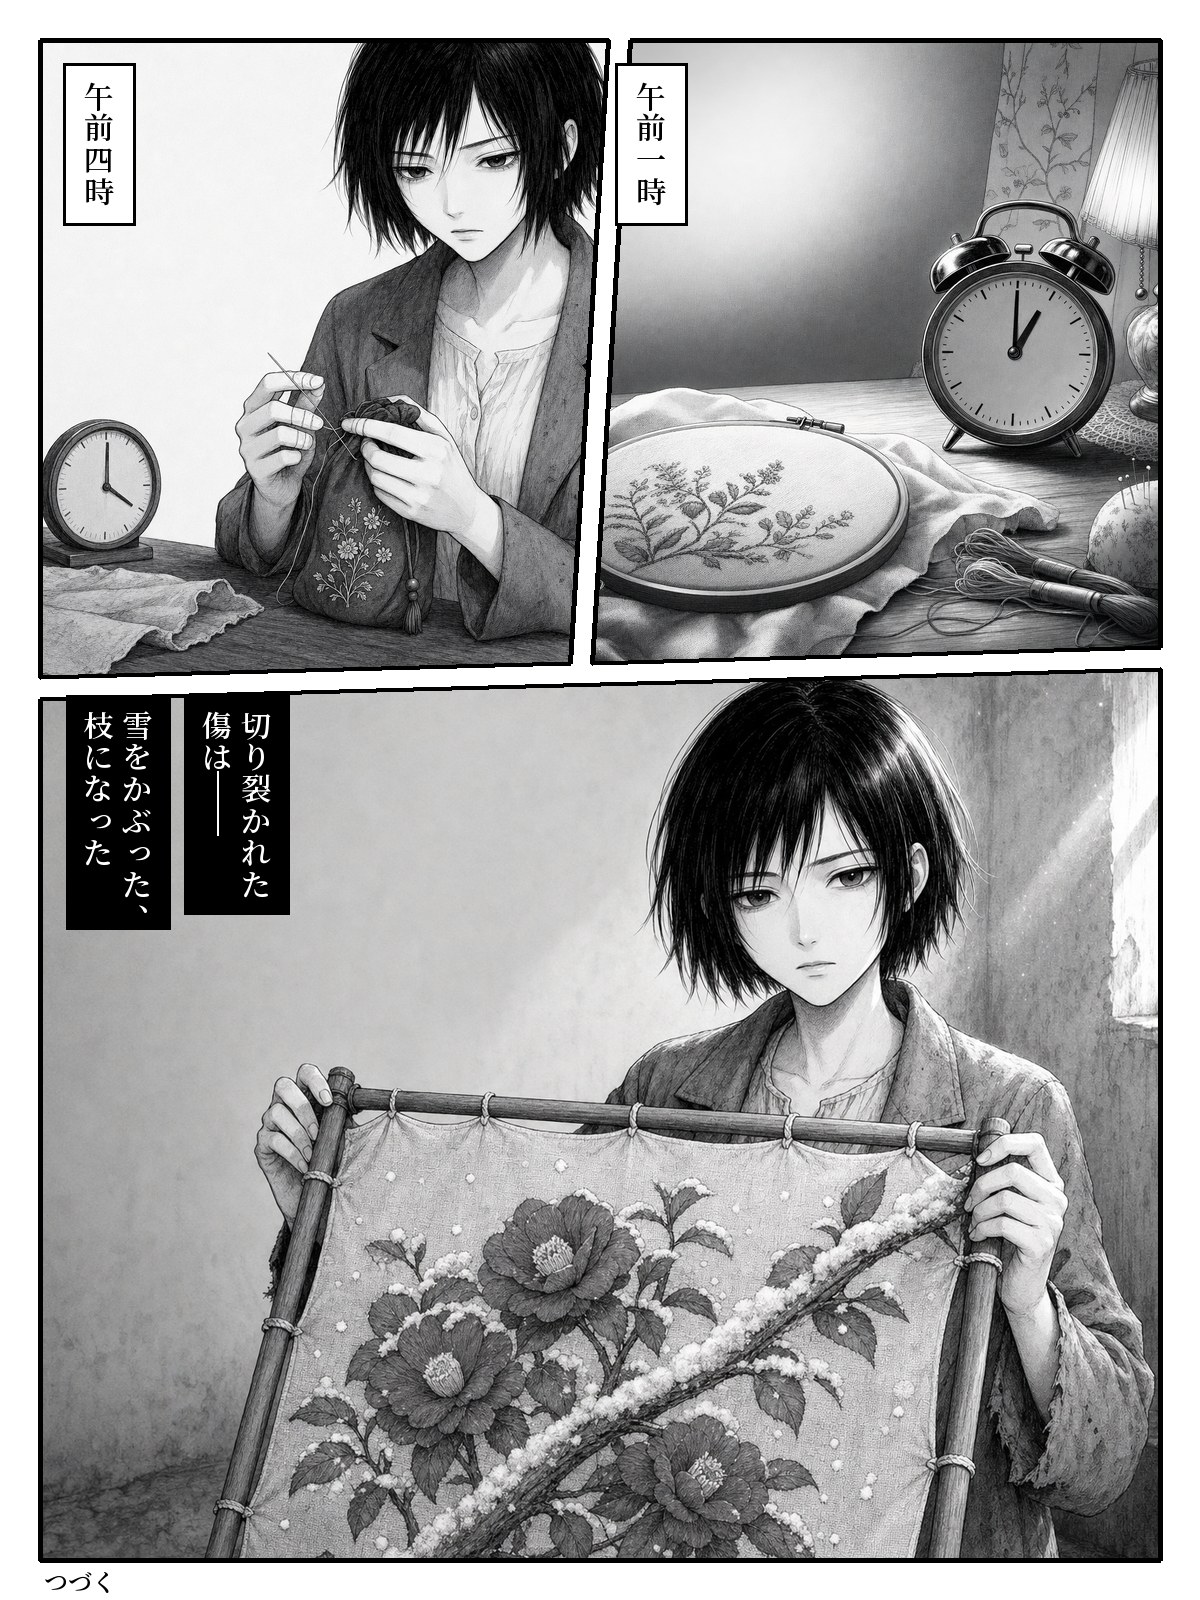 午前一時
午前四時
切り裂かれた
傷は――
雪をかぶった、
枝になった
つづく